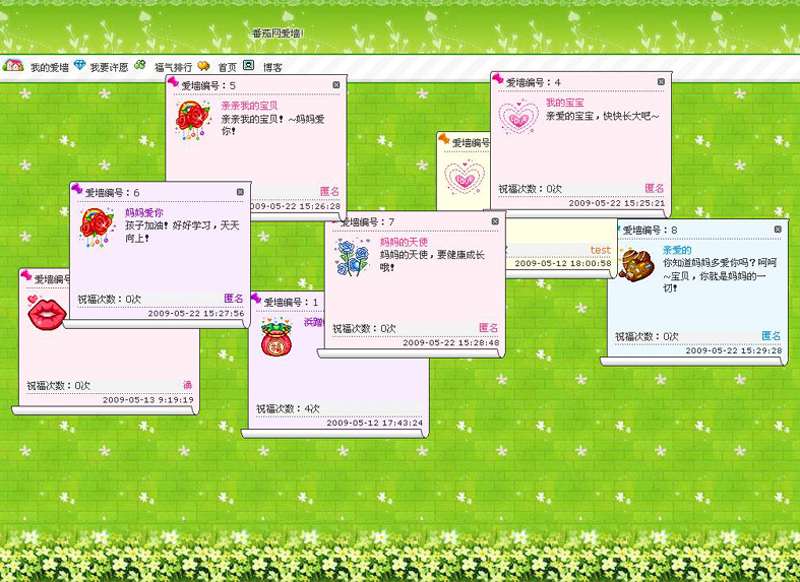 番茄网爱墙!
我的爱墙 我要许愿 福气排行 首页 博客
爱墙编号：5
亲亲我的宝贝
亲亲我的宝贝！~妈妈爱
你!
匿名
2009-05-22 15:26:28
爱墙编号：4
我的宝宝
亲爱的宝宝，快快长大吧~
祝福次数：0次 匿名
2009-05-22 15:25:21
爱墙编号
test
2009-05-12 18:00:58
爱墙编号：6
妈妈爱你
孩子加油！好好学习，天天
向上!
祝福次数：0次 匿名
2009-05-22 15:27:56
爱墙编号：7
妈妈的天使
妈妈的天使，要健康成长
哦!
祝福次数：0次 匿名
2009-05-22 15:28:48
爱墙编号：8
亲爱的
你知道妈妈多爱你吗？呵呵
~宝贝，你就是妈妈的一
切!
祝福次数：0次 匿名
2009-05-22 15:29:28
爱墙编号
祝福次数：0次
2009-05-13 9:19:19
爱墙编号：1
祝福次数：4次
2009-05-12 17:43:24